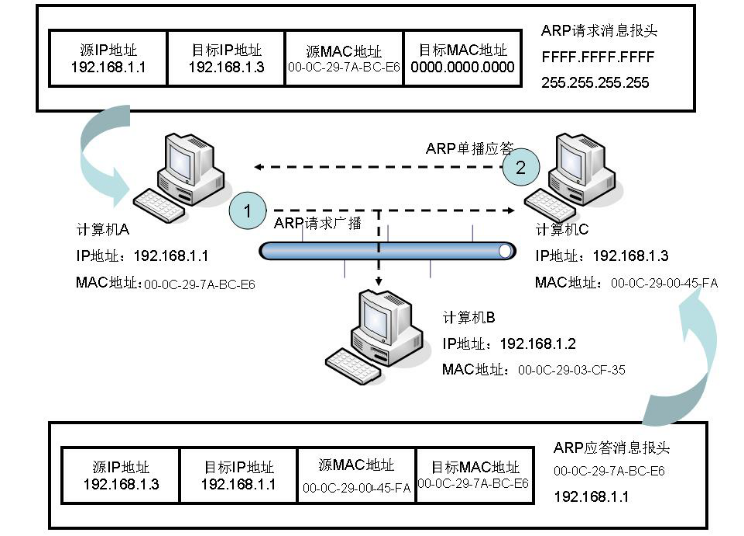 ARP请求消息报头
源IP地址 目标IP地址 源MAC地址 目标MAC地址
192.168.1.1 192.168.1.3 00-0C-29-7A-BC-E6 0000.0000.0000
FFFF.FFFF.FFFF
255.255.255.255
ARP单播应答
2
1
ARP请求广播
计算机A
IP地址：192.168.1.1
MAC地址：00-0C-29-7A-BC-E6
计算机C
IP地址：192.168.1.3
MAC地址：00-0C-29-00-45-FA
计算机B
IP地址：192.168.1.2
MAC地址：00-0C-29-03-CF-35
ARP应答消息报头
源IP地址 目标IP地址 源MAC地址 目标MAC地址
192.168.1.3 192.168.1.1 00-0C-29-00-45-FA 00-0C-29-7A-BC-E6
00-0C-29-7A-BC-E6
192.168.1.1